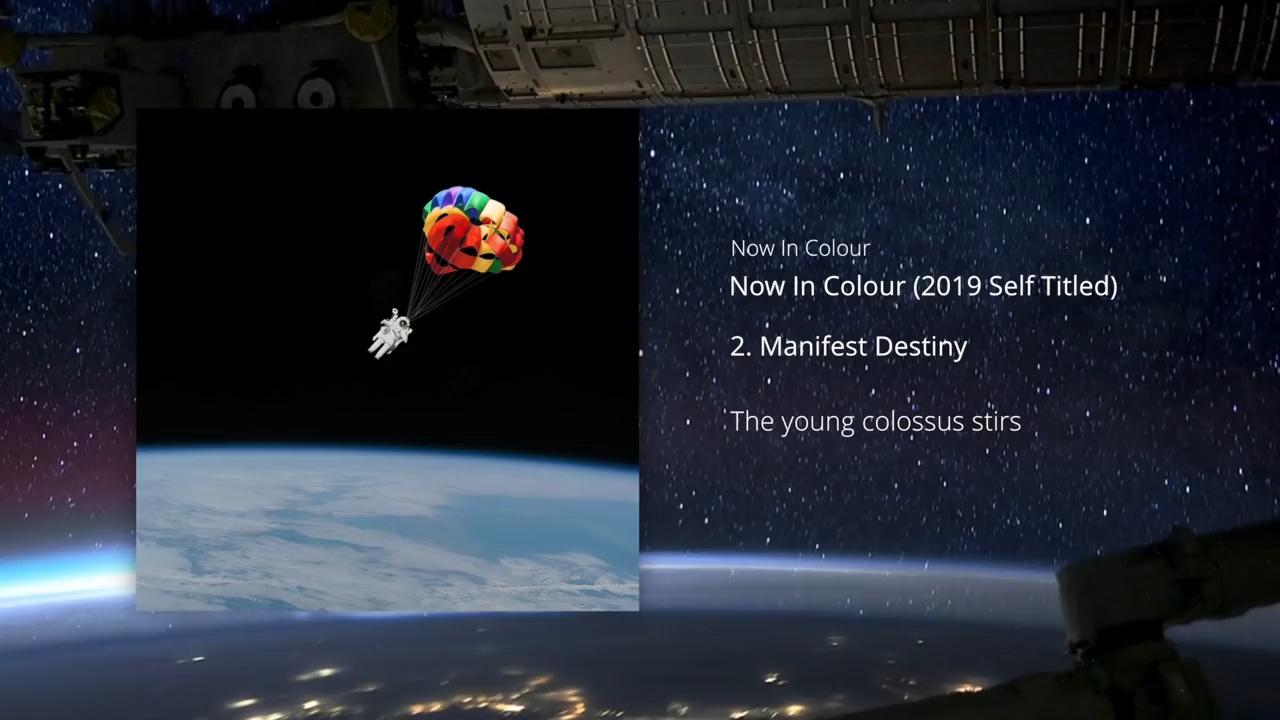 Now In Colour
Now In Colour (2019 Self Titled)
2. Manifest Destiny
The young colossus stirs